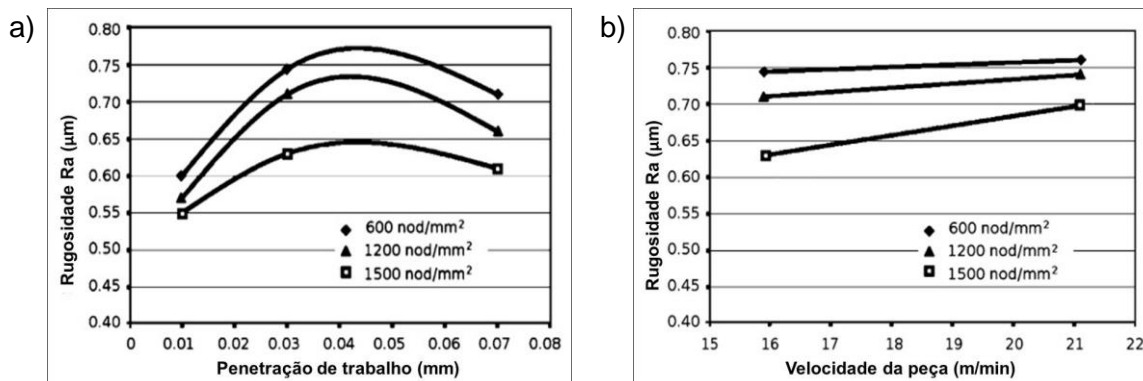 a)
0.80
0.75
0.70
0.65
0.60
0.55
0.50
0.45
0.40
Rugosidade Ra (μm)
600 nod/mm²
1200 nod/mm²
1500 nod/mm²
0 0.01 0.02 0.03 0.04 0.05 0.06 0.07 0.08
Penetração de trabalho (mm)
b)
0.80
0.75
0.70
0.65
0.60
0.55
0.50
0.45
0.40
Rugosidade Ra (μm)
600 nod/mm²
1200 nod/mm²
1500 nod/mm²
15 16 17 18 19 20 21 22
Velocidade da peça (m/min)